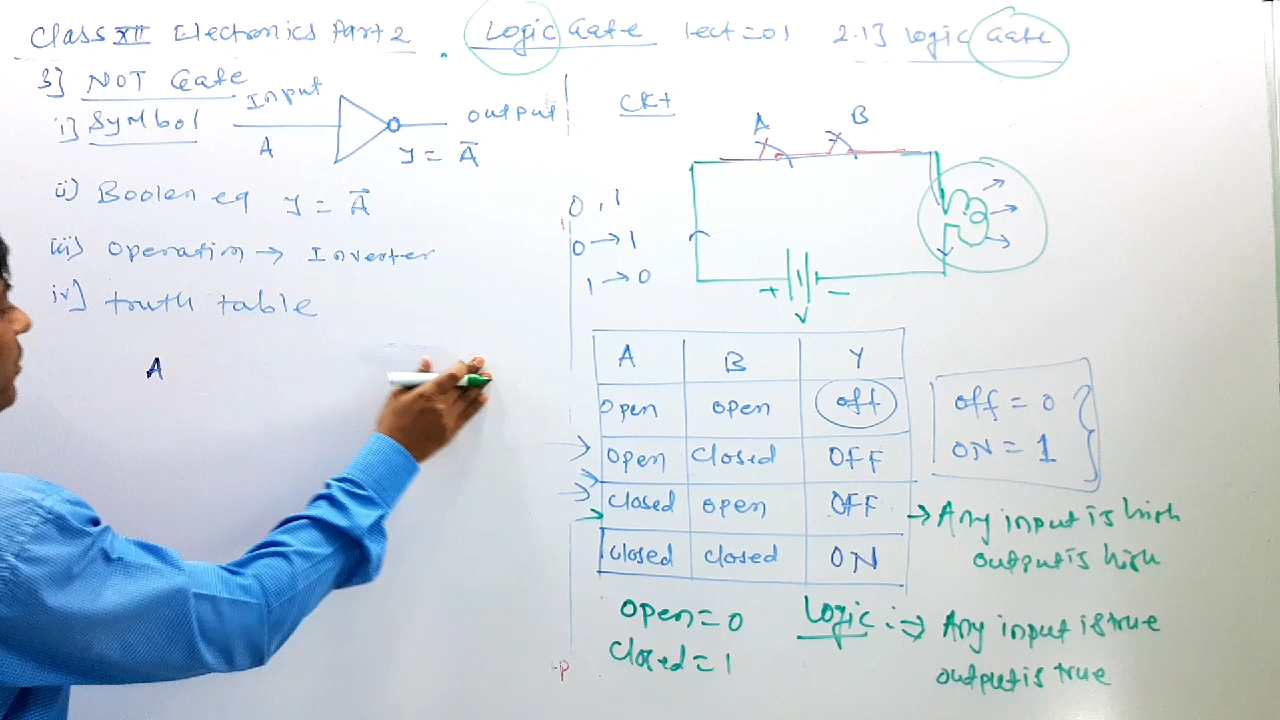 Class XII Electronics Part 2 . Logic Gate lect=01 2.1] logic Gate
3] NOT Gate
i] Symbol
Input
A
output
y = Ā
ii) Boolen eq y = Ā
iii) Operation → Inverter
iv] truth table
A
0, 1
0 → 1
1 → 0
CKt
A B
+ -
A B Y
open open off
open closed OFF
closed open OFF
closed closed ON
off = 0
ON = 1
→ Any input is high
output is high
open = 0
closed = 1
Logic :→ Any input is true
output is true